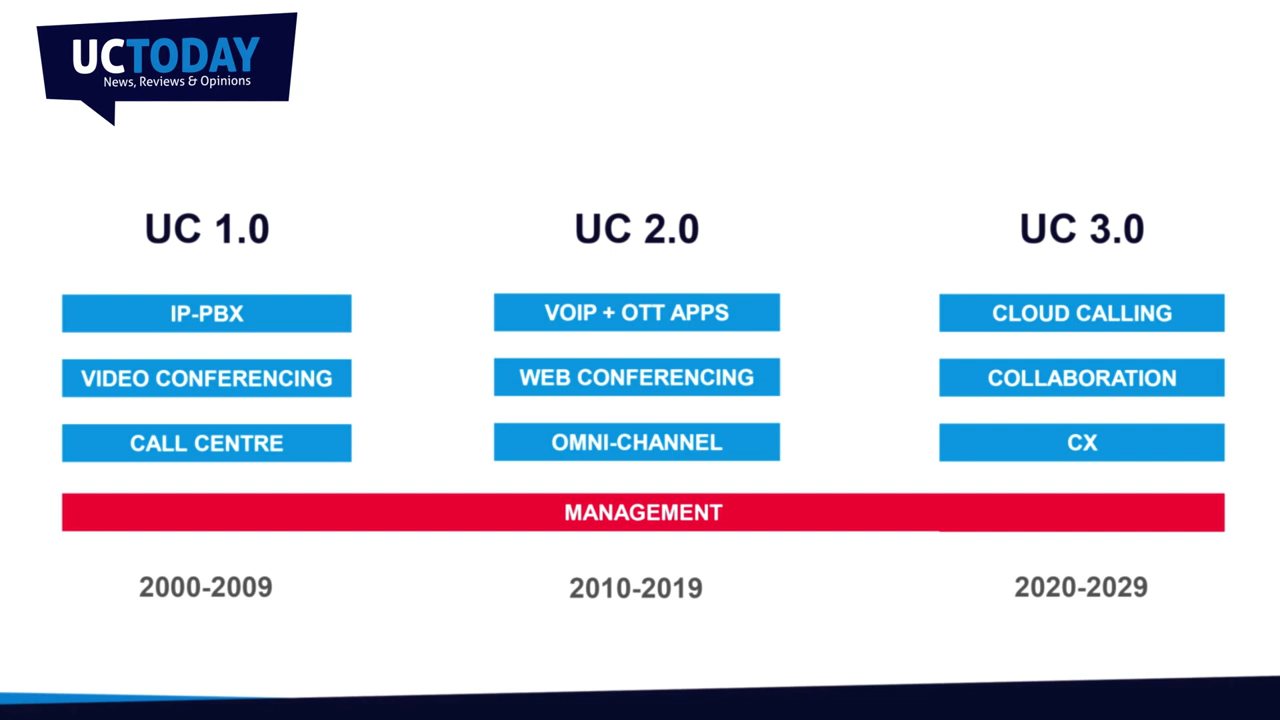 UCTODAY
News, Reviews & Opinions
UC 1.0
UC 2.0
UC 3.0
IP-PBX
VOIP + OTT APPS
CLOUD CALLING
VIDEO CONFERENCING
WEB CONFERENCING
COLLABORATION
CALL CENTRE
OMNI-CHANNEL
CX
MANAGEMENT
2000-2009
2010-2019
2020-2029